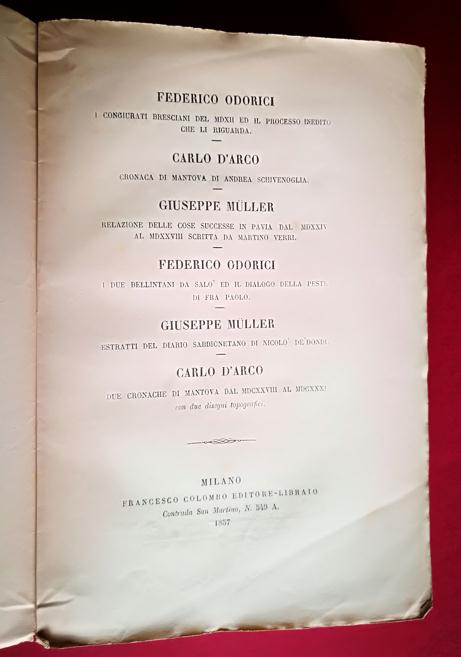 FEDERICO ODORICI
I CONGIURATI BRESCIANI DEL MDXII ED IL PROCESSO INEDITO
CHE LI RIGUARDA.
CARLO D'ARCO
CRONACA DI MANTOVA DI ANDREA SCHIVENOGLIA.
GIUSEPPE MÜLLER
RELAZIONE DELLE COSE SUCCESSE IN PAVIA DAL MDXXIV
AL MDXXVIII SCRITTA DA MARTINO VERRI.
FEDERICO ODORICI
I DUE BELLINTANI DA SALO' ED IL DIALOGO DELLA PESTE
DI FRA PAOLO.
GIUSEPPE MÜLLER
ESTRATTI DEL DIARIO SABBIONETANO DI NICOLO' DE DONDI.
CARLO D'ARCO
DUE CRONACHE DI MANTOVA DAL MDCXXVIII AL MDCXXXI
con due disegni topografici.
MILANO
FRANCESCO COLOMBO EDITORE-LIBRAIO
Contrada San Martino, N. 549 A.
1857